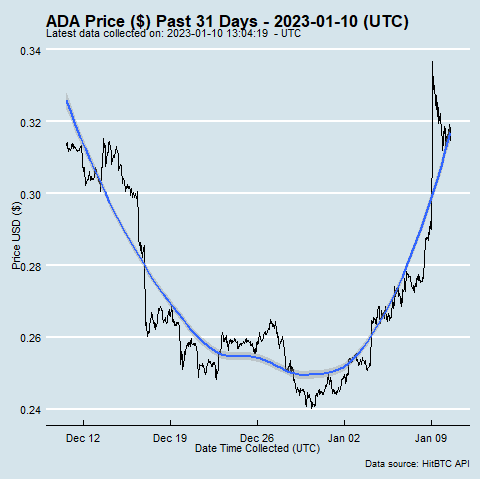 ADA Price ($) Past 31 Days - 2023-01-10 (UTC)
Latest data collected on: 2023-01-10 13:04:19 - UTC
0.34
0.32
0.30
0.28
0.26
0.24
Price USD ($)
Dec 12 Dec 19 Dec 26 Jan 02 Jan 09
Date Time Collected (UTC)
Data source: HitBTC API